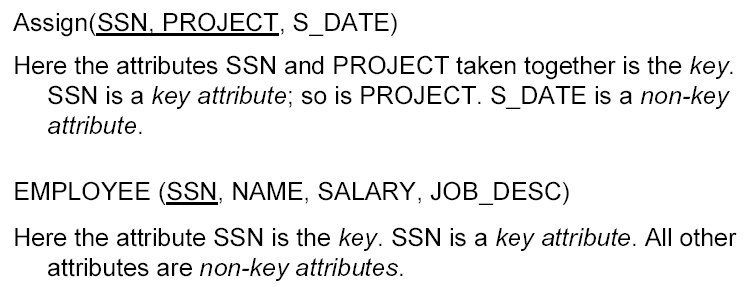 Assign(SSN, PROJECT, S_DATE)
Here the attributes SSN and PROJECT taken together is the key.
SSN is a key attribute; so is PROJECT. S_DATE is a non-key
attribute.
EMPLOYEE (SSN, NAME, SALARY, JOB_DESC)
Here the attribute SSN is the key. SSN is a key attribute. All other
attributes are non-key attributes.